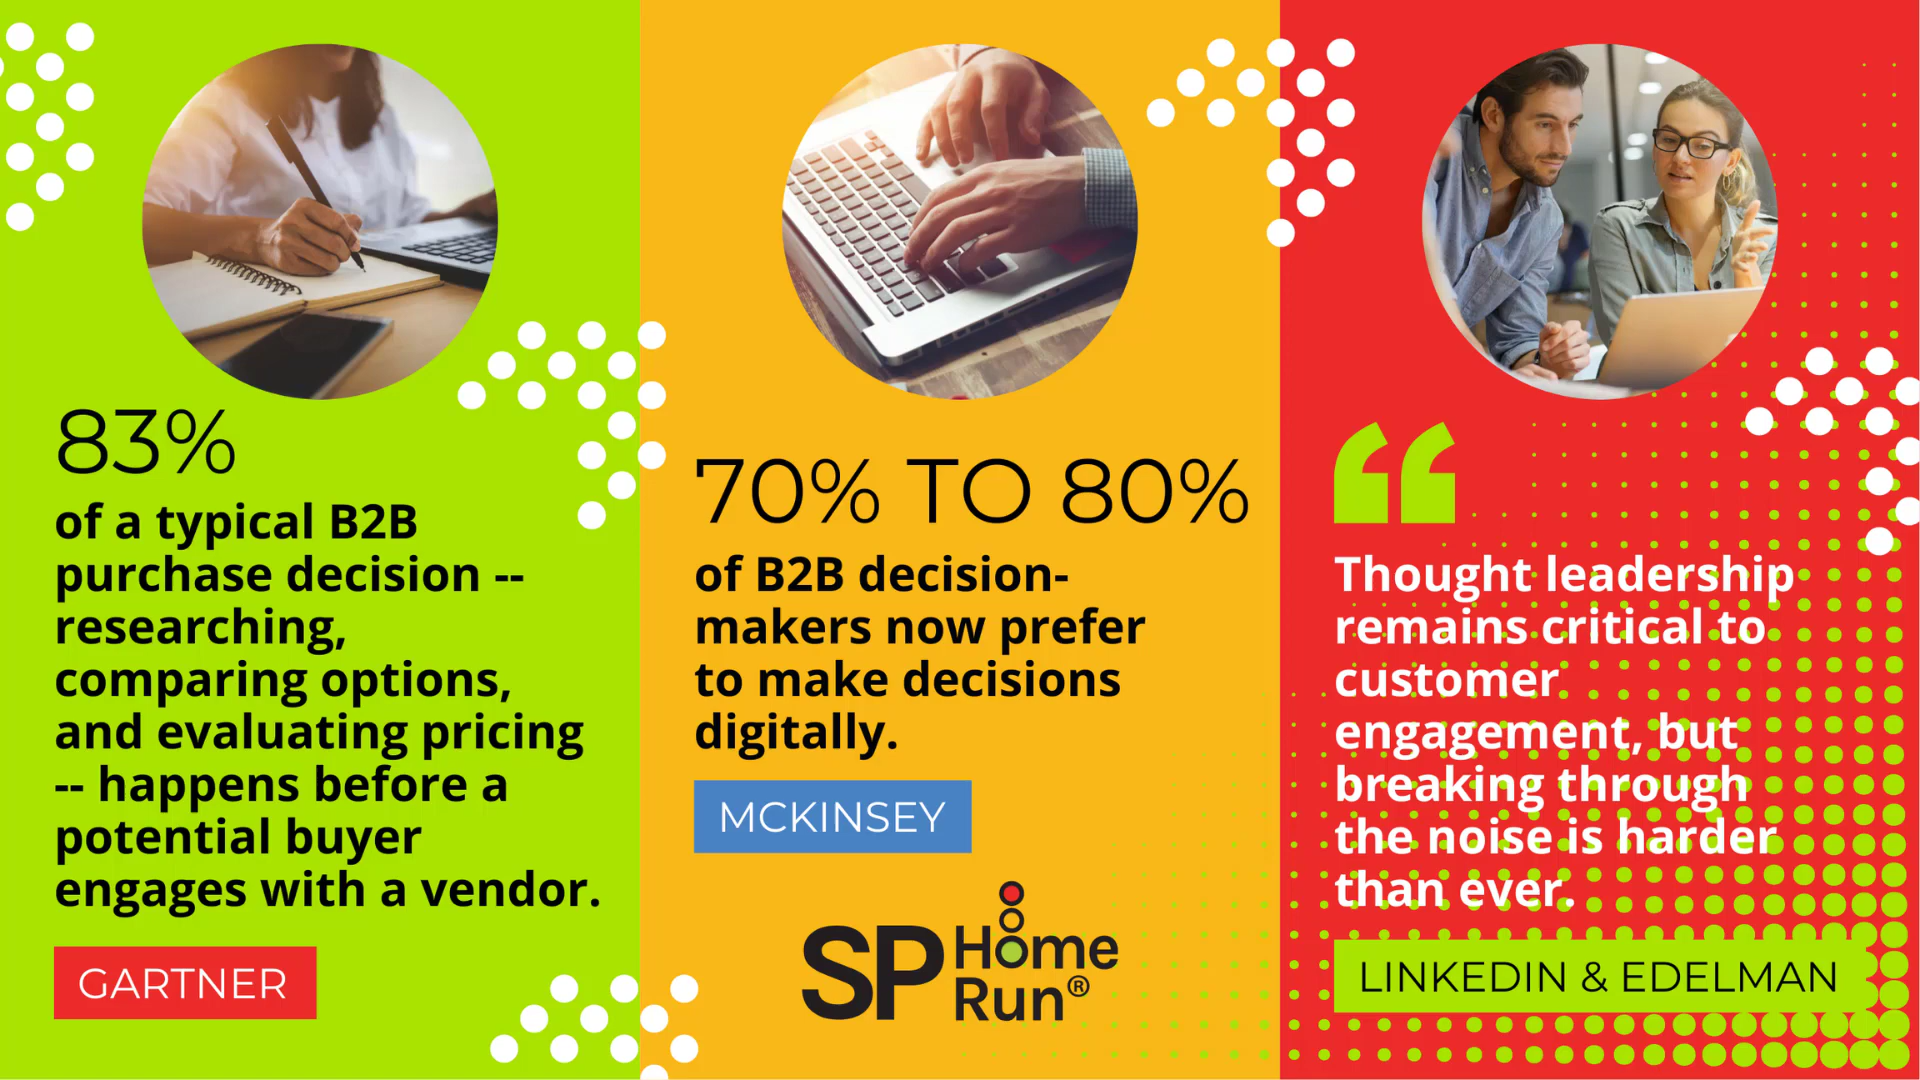 83%
of a typical B2B
purchase decision --
researching,
comparing options,
and evaluating pricing
-- happens before a
potential buyer
engages with a vendor.
GARTNER
70% TO 80%
of B2B decision-
makers now prefer
to make decisions
digitally.
MCKINSEY
SP Home
Run®
“
Thought leadership
remains critical to
customer
engagement, but
breaking through
the noise is harder
than ever.
LINKEDIN & EDELMAN